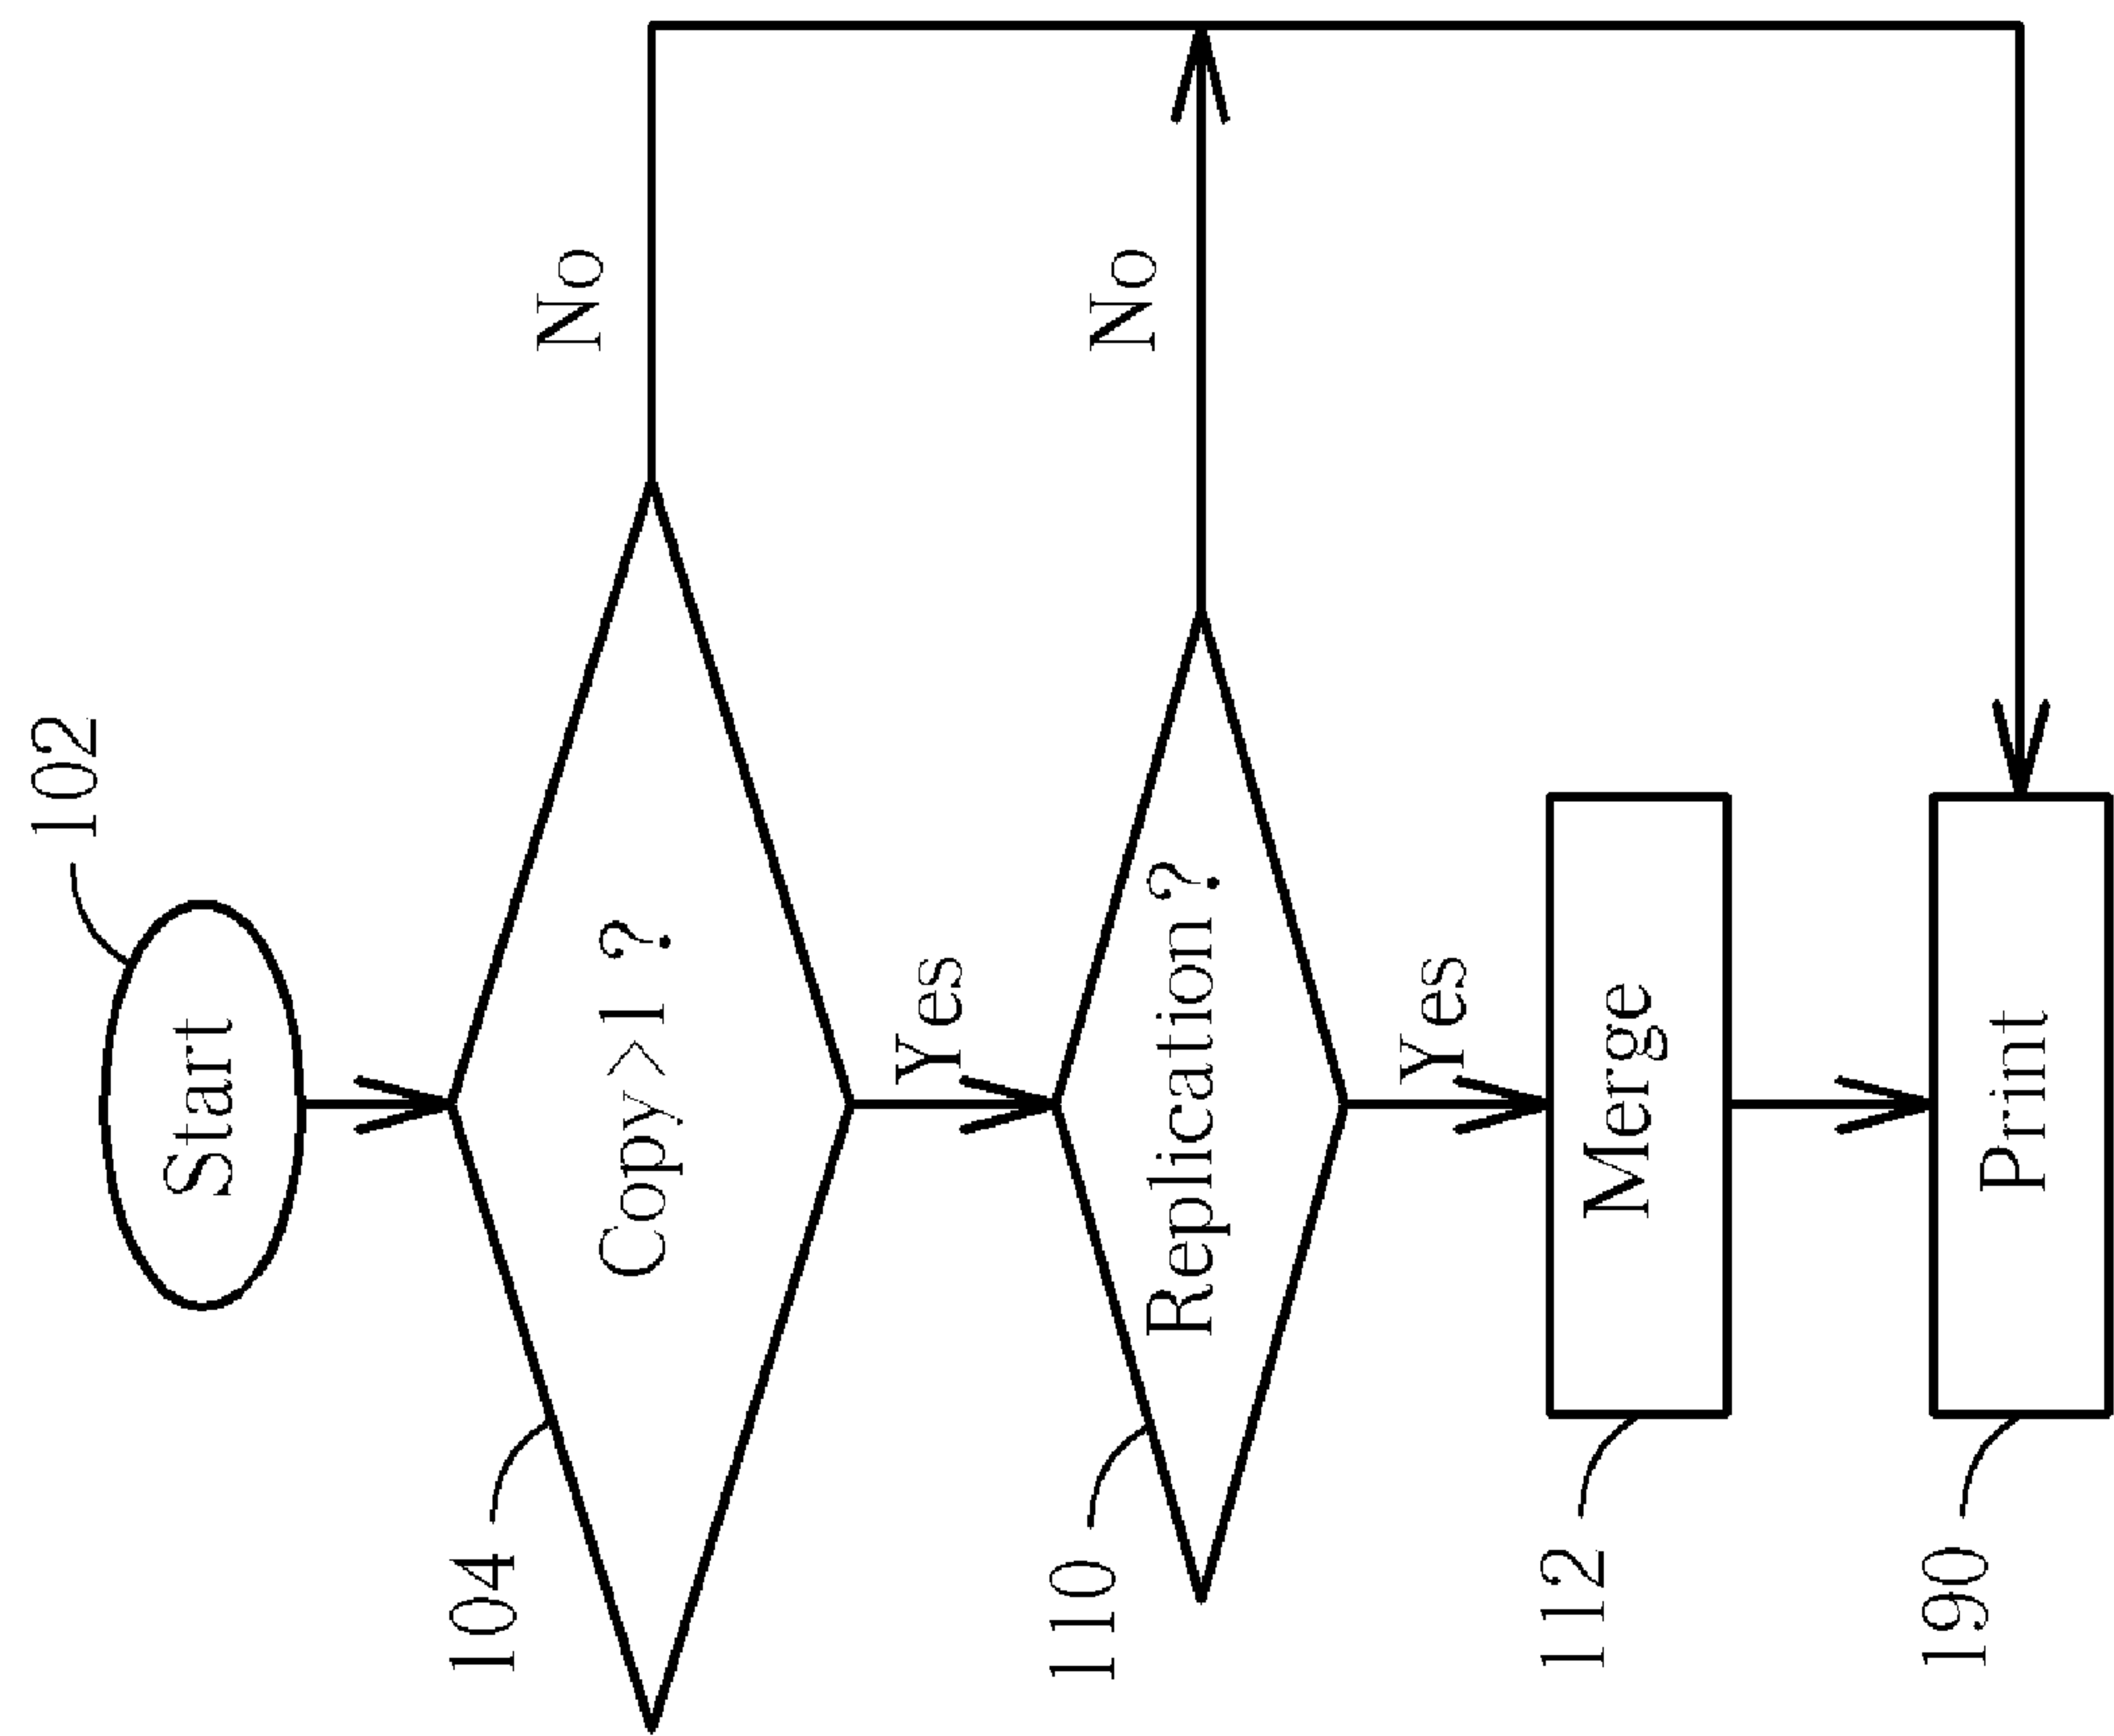 102
Start
104
Copy>1 ?
No
Yes
110
Replication?
No
Yes
112
Merge
190
Print